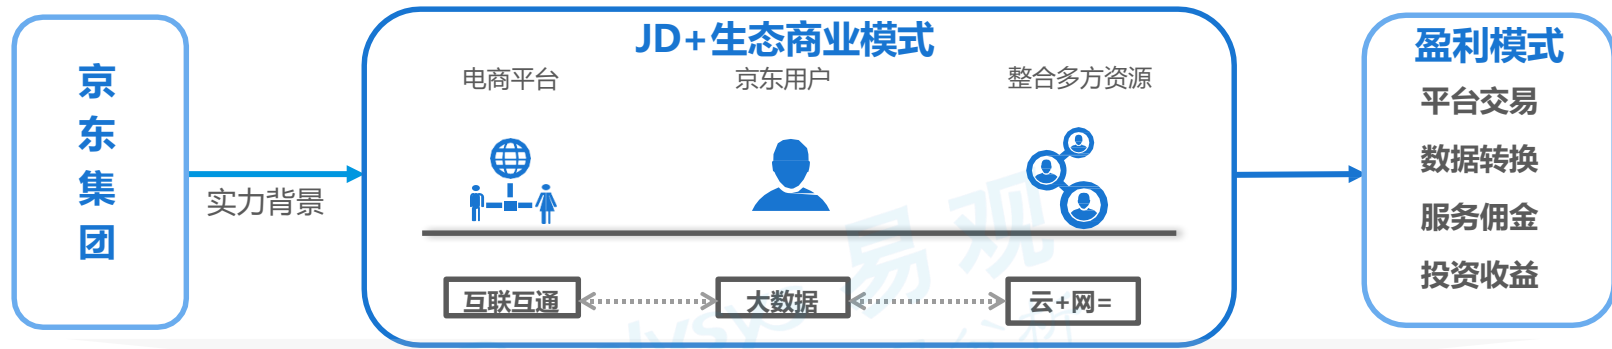 京东集团
实力背景
JD+生态商业模式
电商平台
京东用户
整合多方资源
互联互通
大数据
云+网=
盈利模式
平台交易
数据转换
服务佣金
投资收益
易观